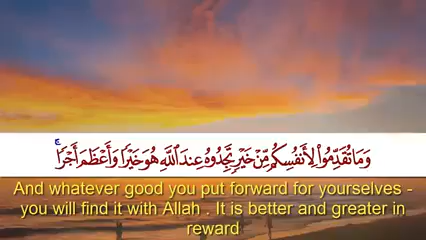 وَمَا تُقَدِّمُوا۟ لِأَنفُسِكُم مِّنْ خَيْرٍ تَجِدُوهُ عِندَ ٱللَّهِ هُوَ خَيْرًا وَأَعْظَمَ أَجْرًا ۚ
And whatever good you put forward for yourselves -
you will find it with Allah . It is better and greater in
reward